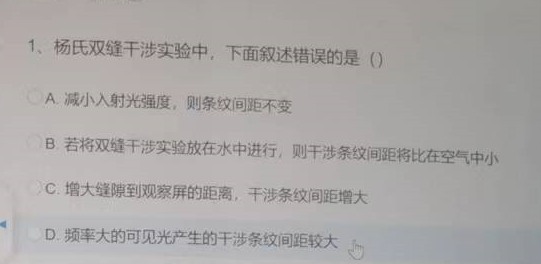 1、杨氏双缝干涉实验中，下面叙述错误的是（）
A. 减小入射光强度，则条纹间距不变
B. 若将双缝干涉实验放在水中进行，则干涉条纹间距将比在空气中小
C. 增大缝隙到观察屏的距离，干涉条纹间距增大
D. 频率大的可见光产生的干涉条纹间距较大